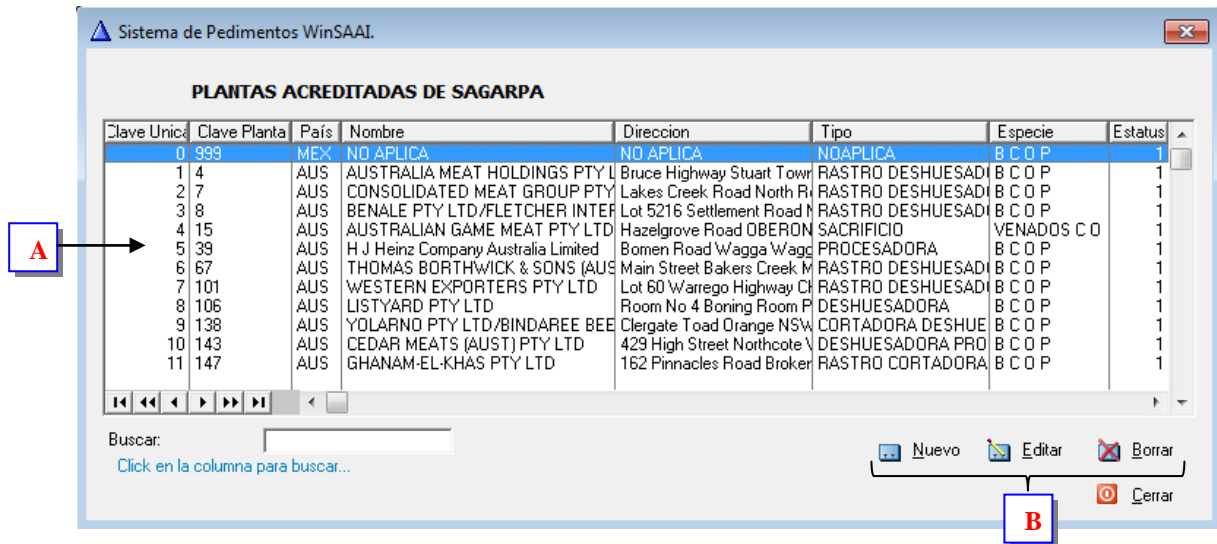 Sistema de Pedimentos WinSAAI.
PLANTAS ACREDITADAS DE SAGARPA
Clave Unica Clave Planta País Nombre Direccion Tipo Especie Estatus
0 999 MEX NO APLICA NO APLICA NOAPLICA B C O P 1
1 4 AUS AUSTRALIA MEAT HOLDINGS PTY L Bruce Highway Stuart Town RASTRO DESHUESAD B C O P 1
2 7 AUS CONSOLIDATED MEAT GROUP PTY Lakes Creek Road North R RASTRO DESHUESAD B C O P 1
3 8 AUS BENALE PTY LTD/FLETCHER INTER Lot 5216 Settlement Road N RASTRO DESHUESAD B C O P 1
4 15 AUS AUSTRALIAN GAME MEAT PTY LTD Hazelgrove Road OBERON SACRIFICIO VENADOS C O 1
5 39 AUS H J Heinz Company Australia Limited Bomen Road Wagga Wagg PROCESADORA B C O P 1
6 67 AUS THOMAS BORTHWICK & SONS (AUS Main Street Bakers Creek M RASTRO DESHUESAD B C O P 1
7 101 AUS WESTERN EXPORTERS PTY LTD Lot 60 Warrego Highway Ch RASTRO DESHUESAD B C O P 1
8 106 AUS LISTYARD PTY LTD Room No 4 Boning Room P DESHUESADORA B C O P 1
9 138 AUS YOLARNO PTY LTD/BINDAREE BEE Clergate Toad Orange NSW CORTADORA DESHUE B C O P 1
10 143 AUS CEDAR MEATS (AUST) PTY LTD 429 High Street Northcote V DESHUESADORA PRO B C O P 1
11 147 AUS GHANAM-EL-KHAS PTY LTD 162 Pinnacles Road Broker RASTRO CORTADORA B C O P 1
A
Buscar:
Click en la columna para buscar...
Nuevo Editar Borrar
Cerrar
B